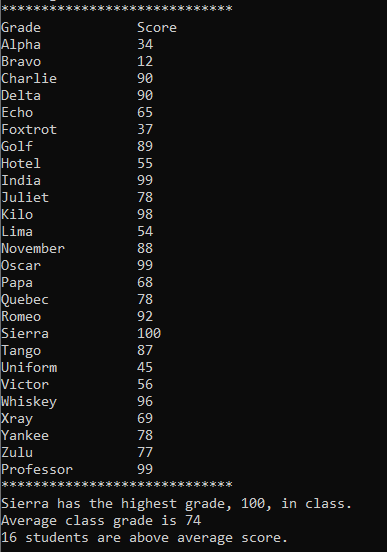 *****************************
Grade Score
Alpha 34
Bravo 12
Charlie 90
Delta 90
Echo 65
Foxtrot 37
Golf 89
Hotel 55
India 99
Juliet 78
Kilo 98
Lima 54
November 88
Oscar 99
Papa 68
Quebec 78
Romeo 92
Sierra 100
Tango 87
Uniform 45
Victor 56
Whiskey 96
Xray 69
Yankee 78
Zulu 77
Professor 99
*****************************
Sierra has the highest grade, 100, in class.
Average class grade is 74
16 students are above average score.